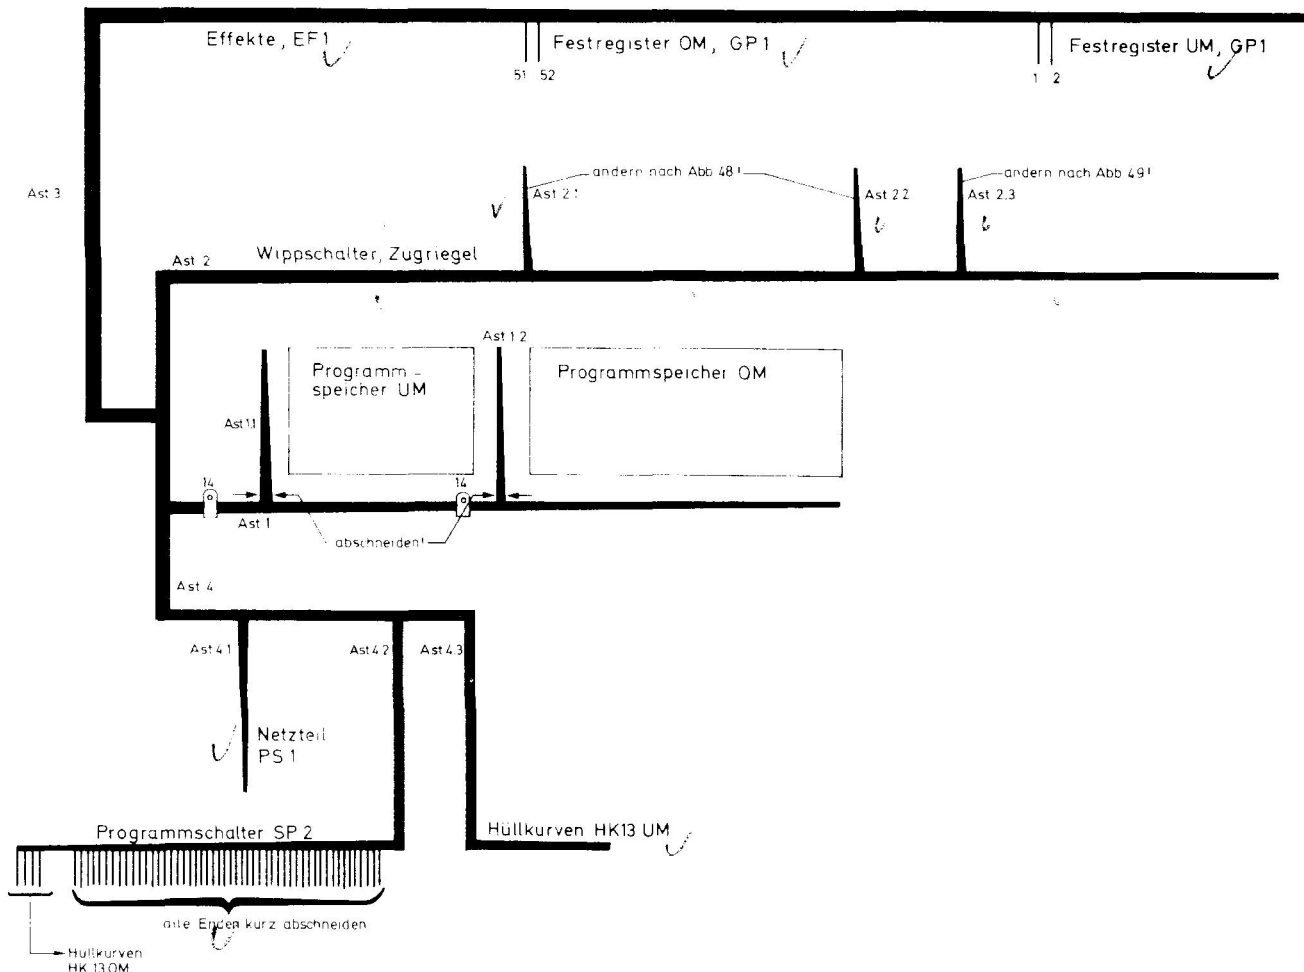 Effekte, EF1
Festregister OM, GP1
Festregister UM, GP1
51 52
1 2
Ast 3
andern nach Abb 48!
andern nach Abb 49!
Ast 2.1
Ast 2.2
Ast 2.3
Ast 2
Wippschalter, Zugriegel
Ast 1.2
Programm-
speicher UM
Programmspeicher OM
Ast 1.1
14
14
Ast 1
abschneiden!
Ast 4
Ast 4.1
Ast 4.2
Ast 4.3
Netzteil
PS 1
Programmschalter SP 2
Hüllkurven HK13 UM
alle Enden kurz abschneiden
Hüllkurven
HK 13 OM